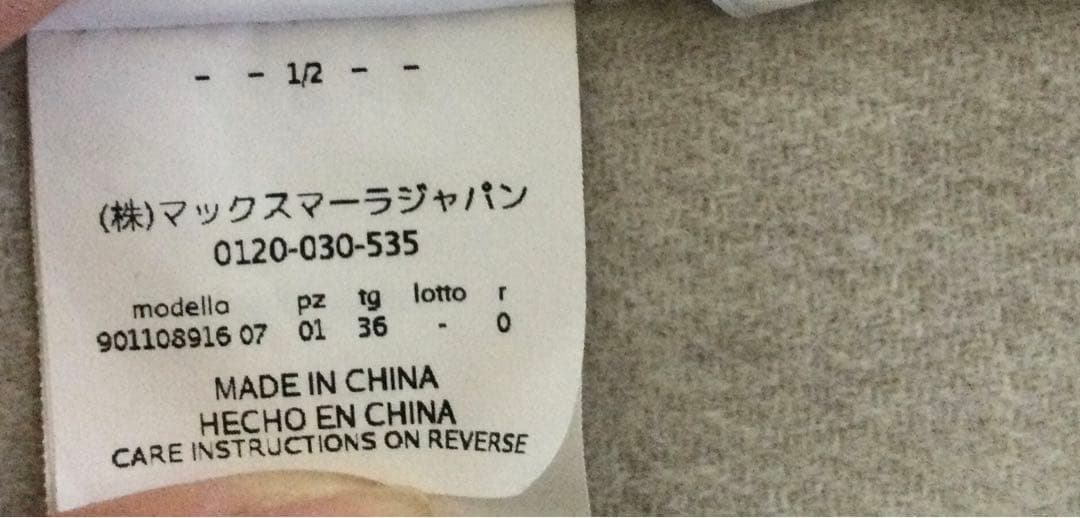 - - 1/2 - -
(株)マックスマーラジャパン
0120-030-535
modella pz tg lotto r
901108916 07 01 36 - 0
MADE IN CHINA
HECHO EN CHINA
CARE INSTRUCTIONS ON REVERSE